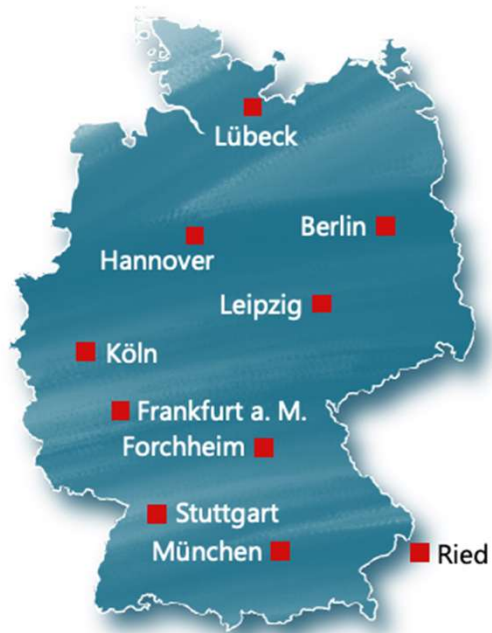 Lübeck
Berlin
Hannover
Leipzig
Köln
Frankfurt a. M.
Forchheim
Stuttgart
München
Ried